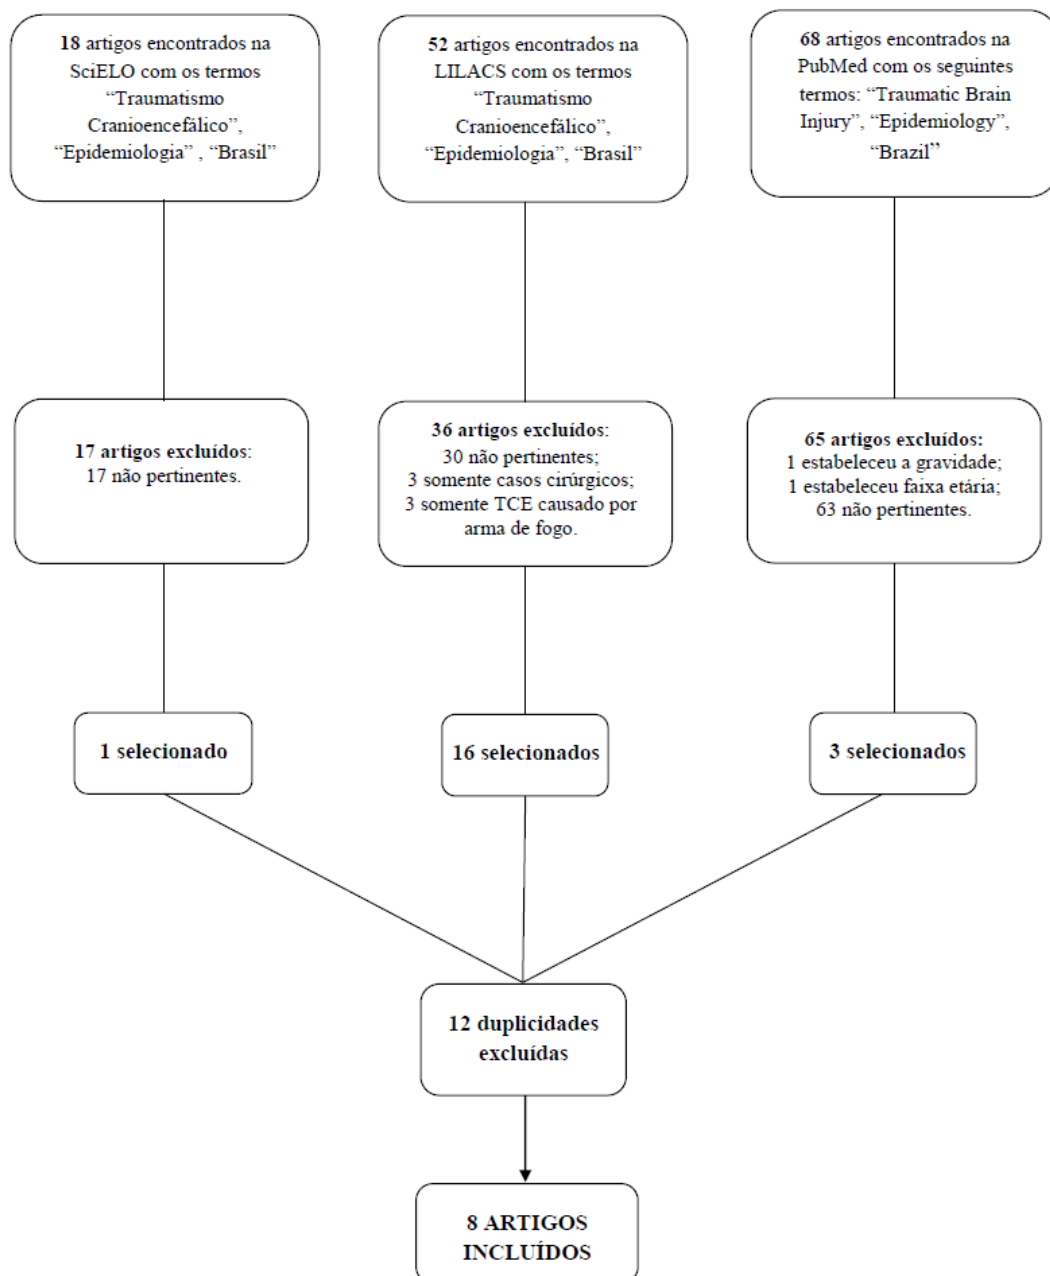 18 artigos encontrados na
SciELO com os termos
“Traumatismo
Cranioencefálico”,
“Epidemiologia” , “Brasil”
52 artigos encontrados na
LILACS com os termos
“Traumatismo
Cranioencefálico”,
“Epidemiologia”, “Brasil”
68 artigos encontrados na
PubMed com os seguintes
termos: “Traumatic Brain
Injury”, “Epidemiology”,
“Brazil”
17 artigos excluídos:
17 não pertinentes.
36 artigos excluídos:
30 não pertinentes;
3 somente casos cirúrgicos;
3 somente TCE causado por
arma de fogo.
65 artigos excluídos:
1 estabeleceu a gravidade;
1 estabeleceu faixa etária;
63 não pertinentes.
1 selecionado
16 selecionados
3 selecionados
12 duplicidades
excluídas
8 ARTIGOS
INCLUÍDOS